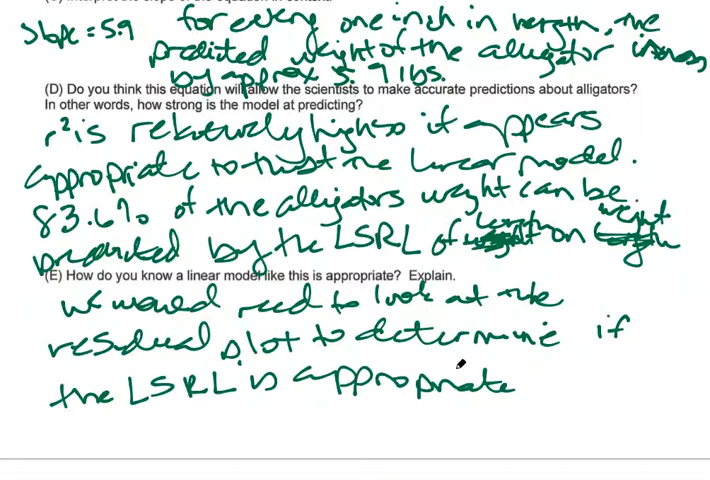 slope = 5.9 for every one inch in length, the
predicted weight of the alligator increases
by approx 5.9 lbs.
(D) Do you think this equation will allow the scientists to make accurate predictions about alligators?
In other words, how strong is the model at predicting?
r² is relatively high so it appears
appropriate to trust the linear model.
83.6% of the alligators weight can be
predicted by the LSRL of length on weight
(E) How do you know a linear model like this is appropriate? Explain.
we would need to look at the
residual plot to determine if
the LSRL is appropriate